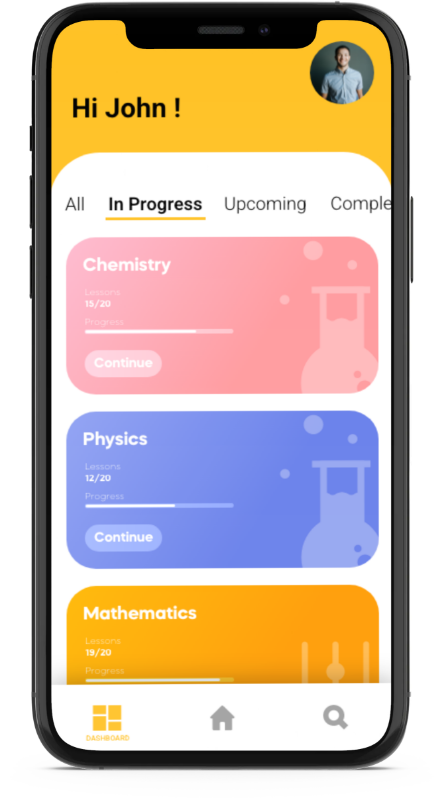 Hi John !
All In Progress Upcoming Comple
Chemistry
Lessons
15/20
Progress
Continue
Physics
Lessons
12/20
Progress
Continue
Mathematics
Lessons
19/20
Progress
DASHBOARD